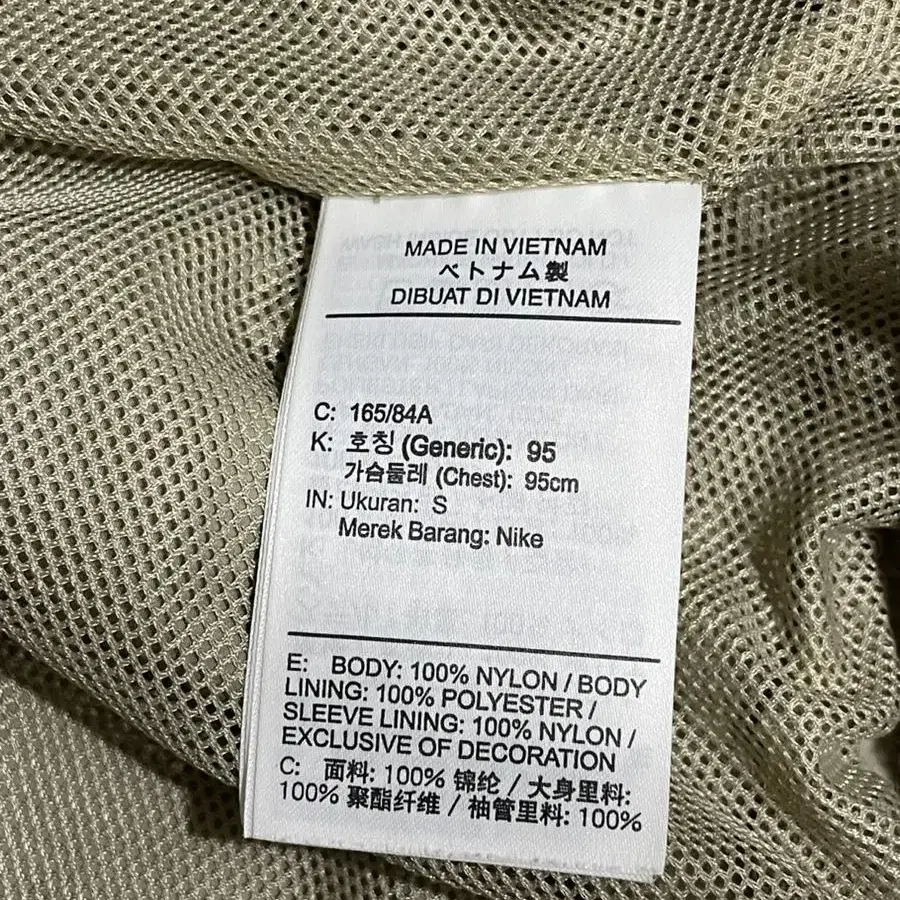 MADE IN VIETNAM
ベトナム製
DIBUAT DI VIETNAM
C: 165/84A
K: 호칭 (Generic): 95
가슴둘레 (Chest): 95cm
IN: Ukuran: S
Merek Barang: Nike
E: BODY: 100% NYLON / BODY
LINING: 100% POLYESTER /
SLEEVE LINING: 100% NYLON /
EXCLUSIVE OF DECORATION
C: 面料: 100% 锦纶 / 大身里料:
100% 聚酯纤维 / 袖管里料: 100%